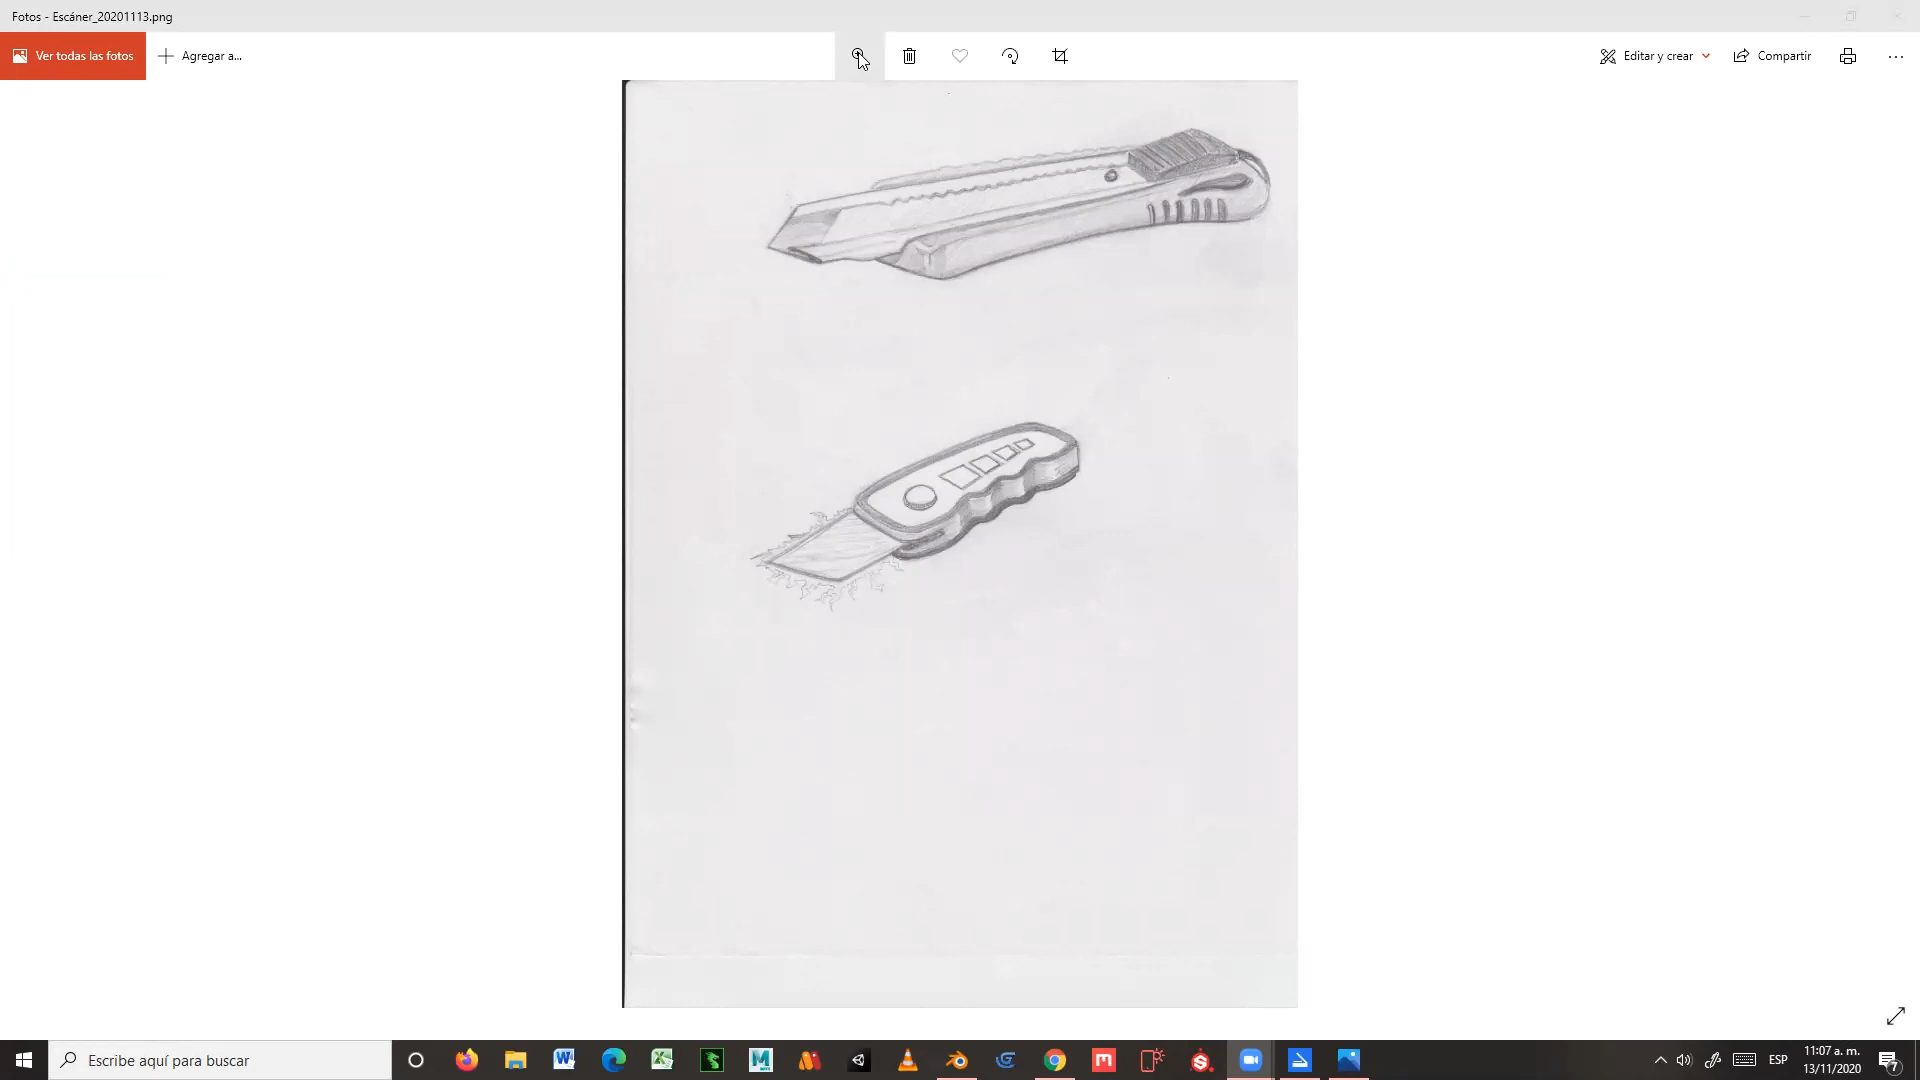 Fotos - Escáner_20201113.png
Ver todas las fotos
Agregar a...
Editar y crear
Compartir
Escribe aquí para buscar
ESP
11:07 a. m.
13/11/2020
7